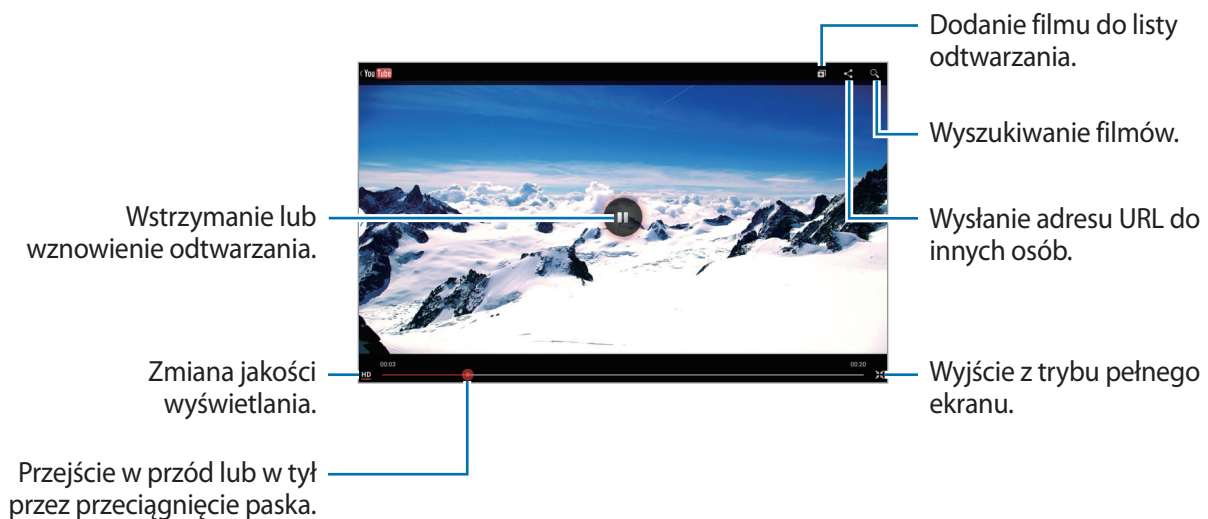 Dodanie filmu do listy
odtwarzania.
You Tube
Wyszukiwanie filmów.
Wstrzymanie lub
wznowienie odtwarzania.
Wysłanie adresu URL do
innych osób.
00:03
00:20
HD
Zmiana jakości
wyświetlania.
Wyjście z trybu pełnego
ekranu.
Przejście w przód lub w tył
przez przeciągnięcie paska.